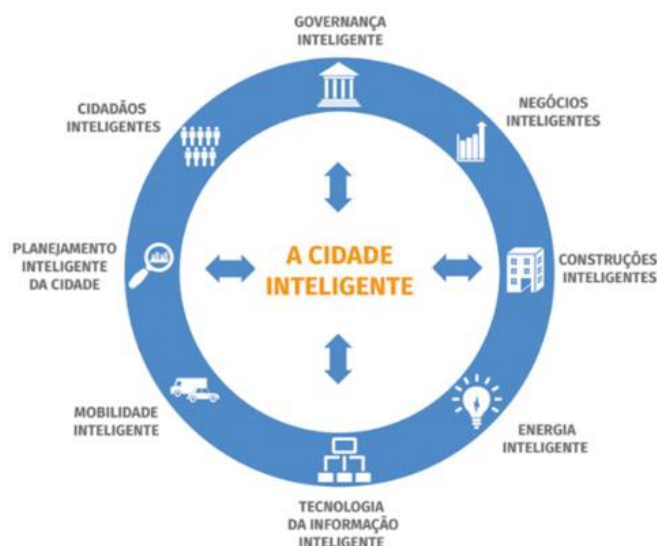 GOVERNANÇA
INTELIGENTE
NEGÓCIOS
INTELIGENTES
CONSTRUÇÕES
INTELIGENTES
ENERGIA
INTELIGENTE
TECNOLOGIA
DA INFORMAÇÃO
INTELIGENTE
MOBILIDADE
INTELIGENTE
PLANEJAMENTO
INTELIGENTE
DA CIDADE
CIDADÃOS
INTELIGENTES
A CIDADE
INTELIGENTE